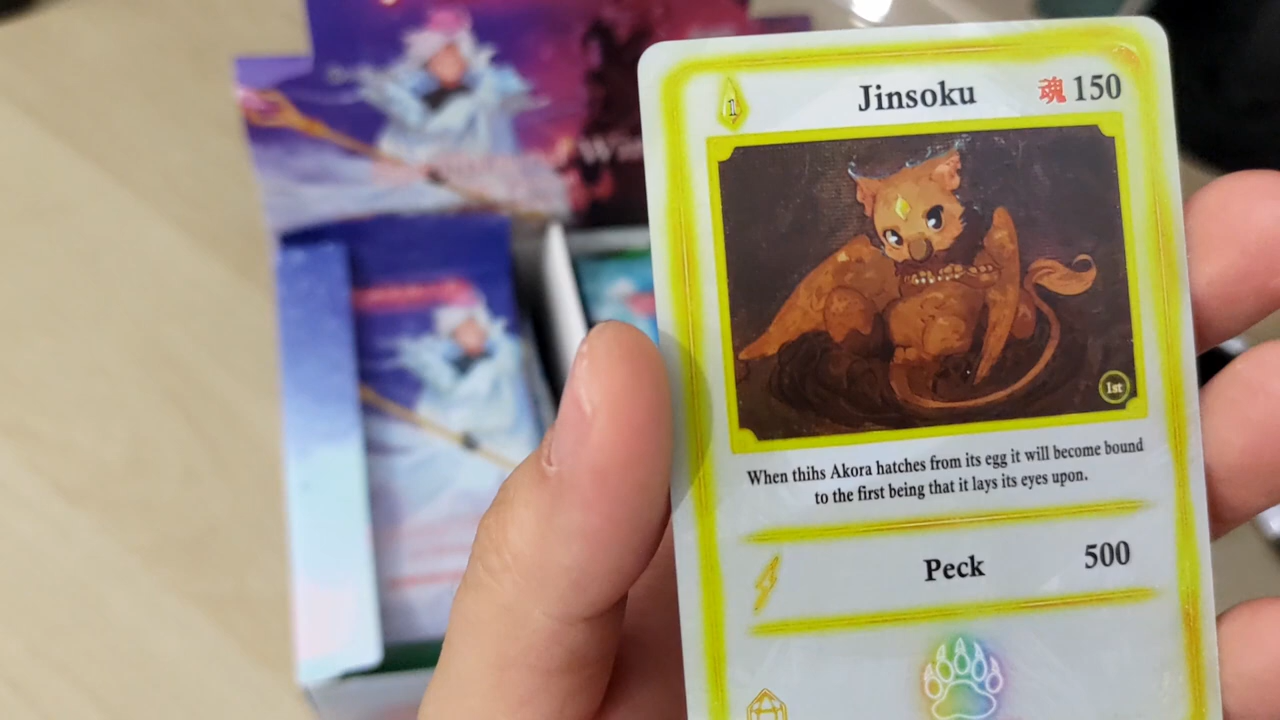 1
Jinsoku
魂 150
1st
When thihs Akora hatches from its egg it will become bound
to the first being that it lays its eyes upon.
Peck 500